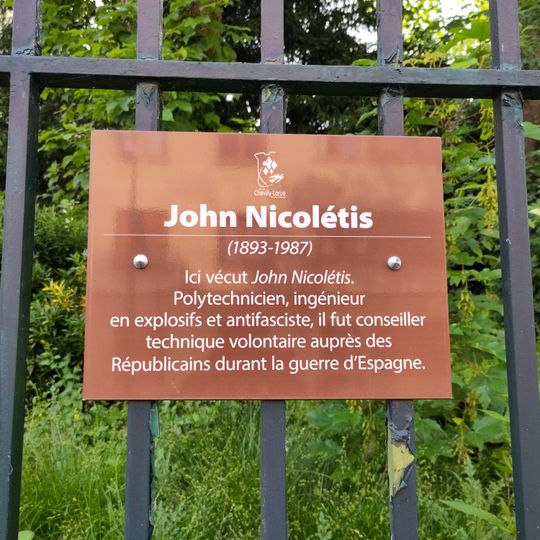 Chevilly-Larue
John Nicolétis
(1893-1987)
Ici vécut John Nicolétis.
Polytechnicien, ingénieur
en explosifs et antifasciste, il fut conseiller
technique volontaire auprès des
Républicains durant la guerre d'Espagne.